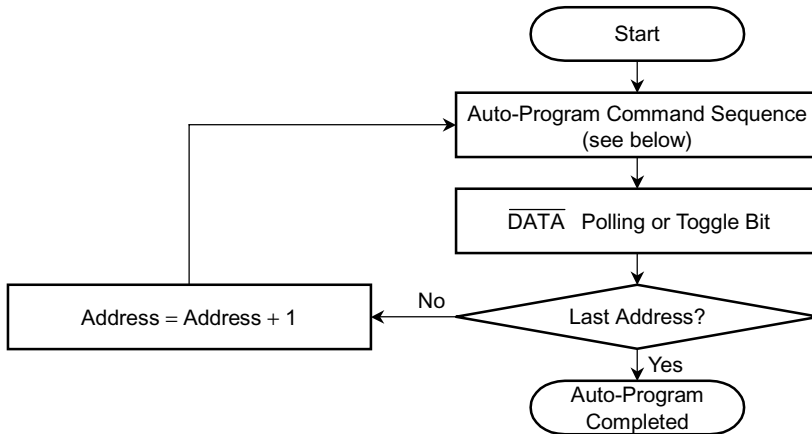 Start
Auto-Program Command Sequence
(see below)
DATA Polling or Toggle Bit
Address = Address + 1
No
Last Address?
Yes
Auto-Program
Completed